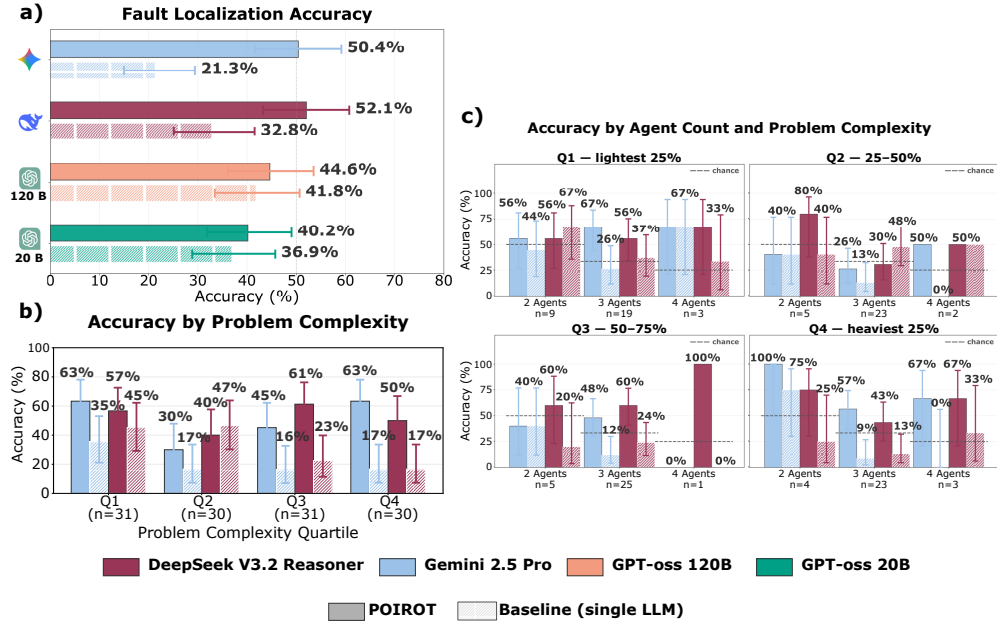 a)
Fault Localization Accuracy
50.4%
21.3%
52.1%
32.8%
120 B
44.6%
41.8%
20 B
40.2%
36.9%
0 10 20 30 40 50 60 70 80
Accuracy (%)
b)
Accuracy by Problem Complexity
Accuracy (%)
100
80
60
40
20
0
63% 35% 57% 45%
30% 17% 40% 47%
45% 16% 61% 23%
63% 17% 50% 17%
Q1 Q2 Q3 Q4
(n=31) (n=30) (n=31) (n=30)
Problem Complexity Quartile
c)
Accuracy by Agent Count and Problem Complexity
Q1 — lightest 25%
chance
Accuracy (%)
100
75
50
25
0
56% 44% 56% 67%
67% 26% 56% 37%
67% 33%
2 Agents 3 Agents 4 Agents
n=9 n=19 n=3
Q2 — 25–50%
chance
40% 80% 40%
26% 13% 30% 48%
50% 0% 50%
2 Agents 3 Agents 4 Agents
n=5 n=23 n=2
Q3 — 50–75%
chance
Accuracy (%)
100
75
50
25
0
40% 60% 20%
48% 12% 60% 24%
0% 100% 0%
2 Agents 3 Agents 4 Agents
n=5 n=25 n=1
Q4 — heaviest 25%
chance
100% 75% 25%
57% 9% 43% 13%
67% 0% 67% 33%
2 Agents 3 Agents 4 Agents
n=4 n=23 n=3
DeepSeek V3.2 Reasoner Gemini 2.5 Pro GPT-oss 120B GPT-oss 20B
POIROT Baseline (single LLM)